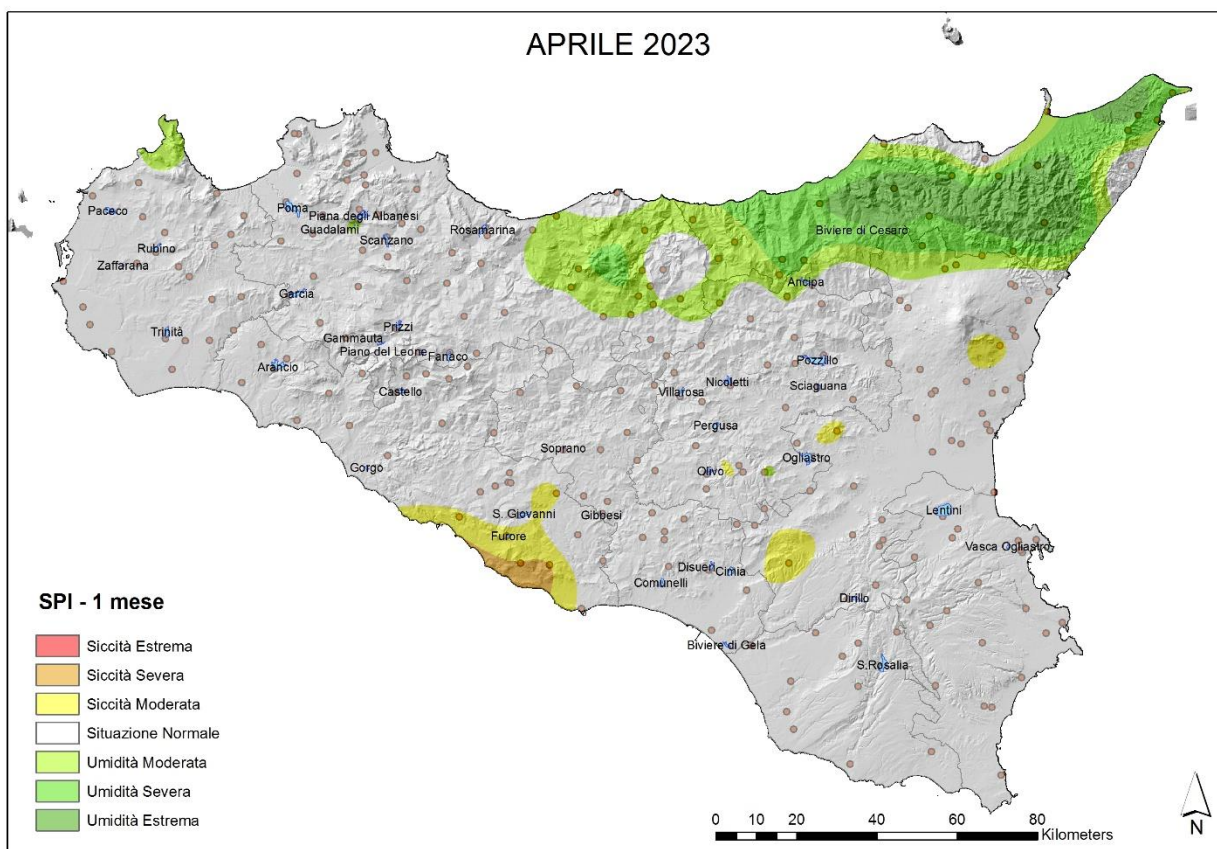 APRILE 2023
Paceco
Poma
Piana degli Albanesi
Guadalami
Scanzano
Rosamarina
Rubino
Zaffarana
Biviere di Cesarò
Ancipa
Garcia
Trinità
Prizzi
Gammauta
Piano del Leone
Fanaco
Arancio
Castello
Pozzillo
Nicoletti
Villarosa
Sciaguana
Pergusa
Soprano
Ogliastro
Gorgo
Olivo
S. Giovanni
Gibbesi
Lentini
Furore
Vasca Ogliastro
Disueri
Cimia
Comunelli
Dirillo
Biviere di Gela
S.Rosalia
SPI - 1 mese
Siccità Estrema
Siccità Severa
Siccità Moderata
Situazione Normale
Umidità Moderata
Umidità Severa
Umidità Estrema
0 10 20 40 60 80
Kilometers
N